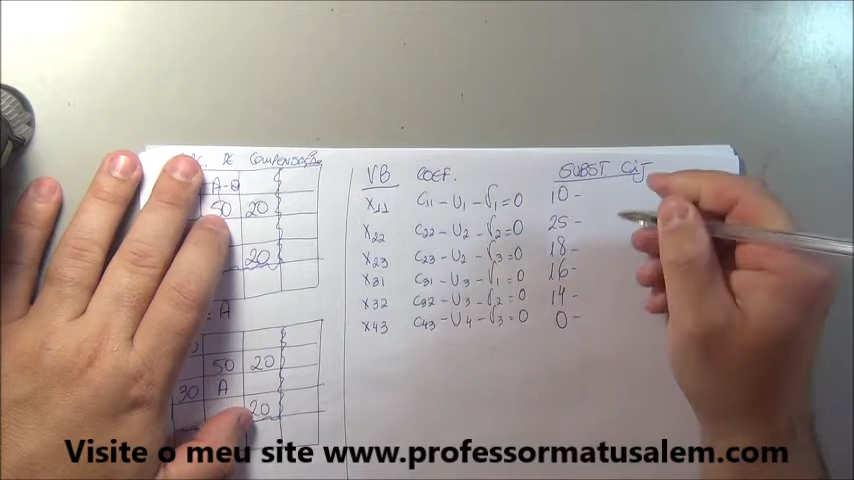 DE COMPENSAÇÃO
A-θ
50 20
20
= A
50 20
30 A
20
VB COEF. SUBST Cij
X11 C11 - U1 - V1 = 0 10 -
X22 C22 - U2 - V2 = 0 25 -
X23 C23 - U2 - V3 = 0 18 -
X31 C31 - U3 - V1 = 0 16 -
X32 C32 - U3 - V2 = 0 14 -
X43 C43 - U4 - V3 = 0 0 -
Visite o meu site www.professormatusalem.com